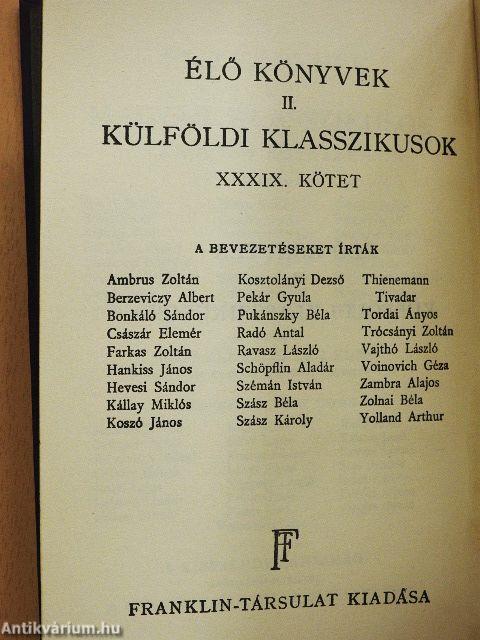 ÉLŐ KÖNYVEK
II.
KÜLFÖLDI KLASSZIKUSOK
XXXIX. KÖTET
A BEVEZETÉSEKET ÍRTÁK
Ambrus Zoltán
Berzeviczy Albert
Bonkáló Sándor
Császár Elemér
Farkas Zoltán
Hankiss János
Hevesi Sándor
Kállay Miklós
Koszó János
Kosztolányi Dezső
Pekár Gyula
Pukánszky Béla
Radó Antal
Ravasz László
Schöpflin Aladár
Szémán István
Szász Béla
Szász Károly
Thienemann
Tivadar
Tordai Ányos
Trócsányi Zoltán
Vajthó László
Voinovich Géza
Zambra Alajos
Zolnai Béla
Yolland Arthur
FT
FRANKLIN-TÁRSULAT KIADÁSA
Antikvárium.hu